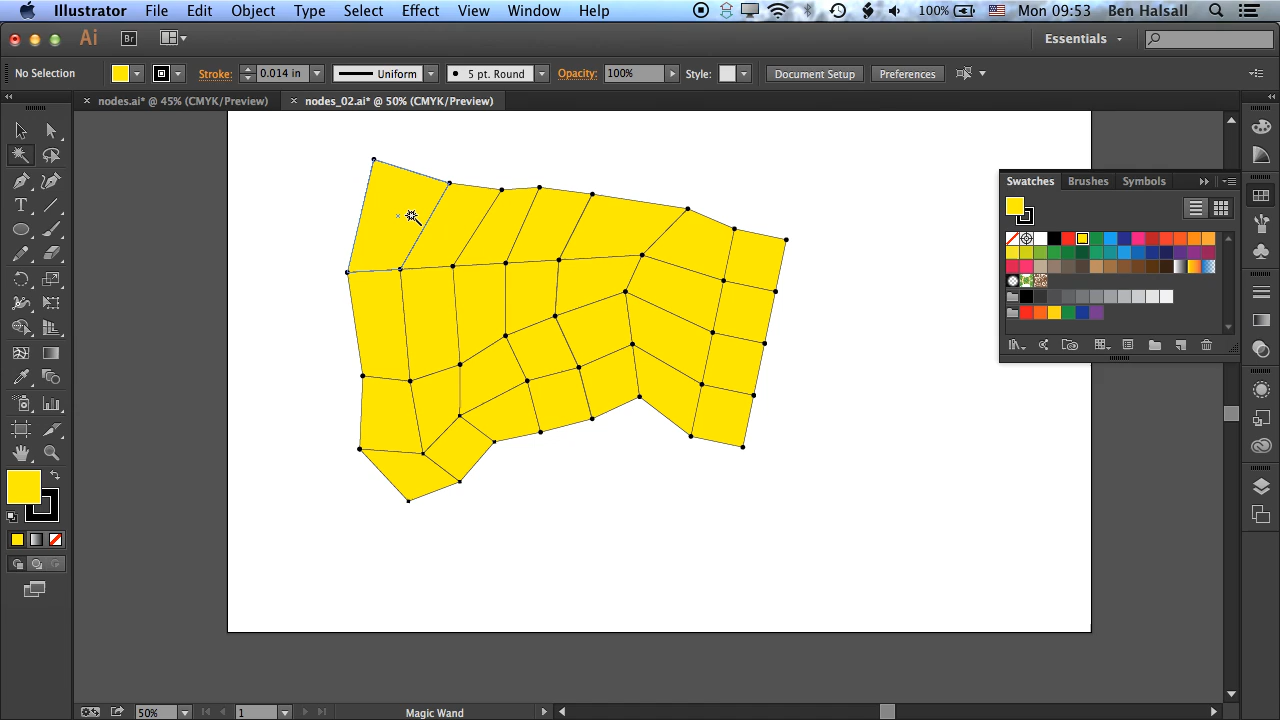 Illustrator File Edit Object Type Select Effect View Window Help 100% Mon 09:53 Ben Halsall
Ai Br Essentials
No Selection Stroke: 0.014 in Uniform 5 pt. Round Opacity: 100% Style: Document Setup Preferences
nodes.ai* @ 45% (CMYK/Preview) nodes_02.ai* @ 50% (CMYK/Preview)
Swatches Brushes Symbols
T
50% 1 Magic Wand